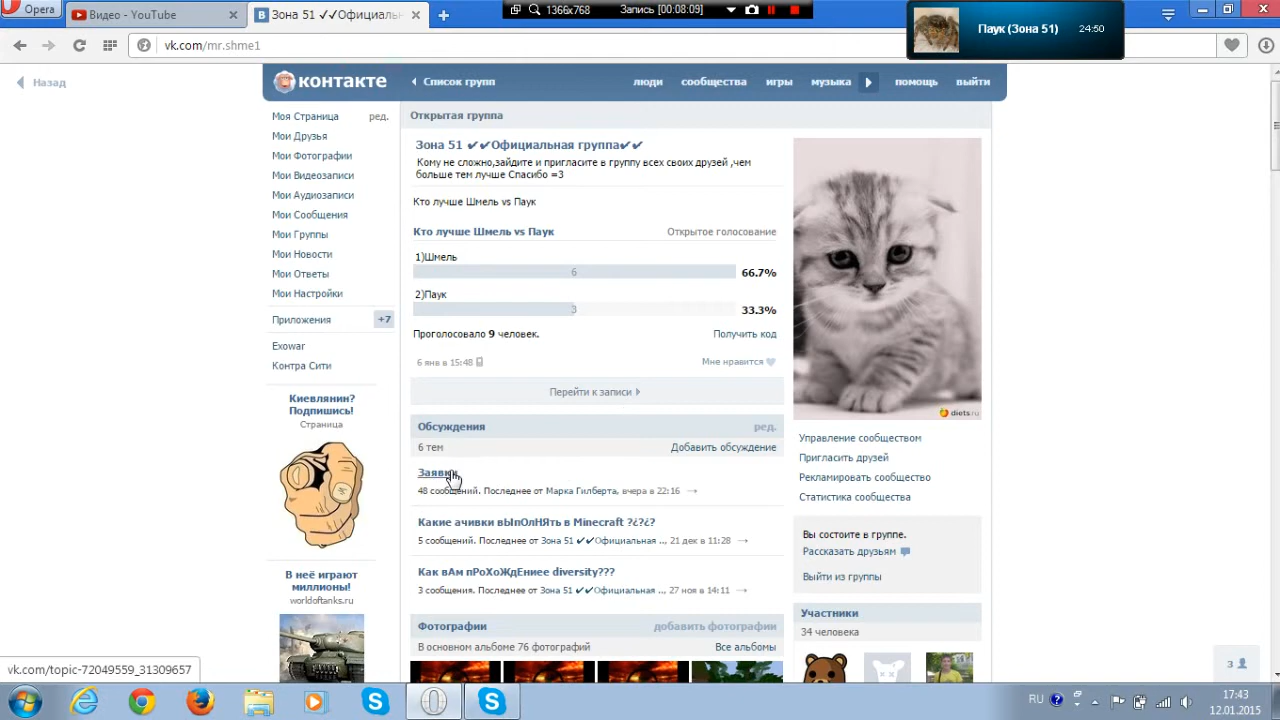 Opera
Видео - YouTube
Зона 51 ✔✔Официаль
1366x768
Запись [00:08:09]
Паук (Зона 51)
24:50
vk.com/mr.shme1
Назад
контакте
Список групп
люди
сообщества
игры
музыка
помощь
выйти
Моя Страница
ред.
Мои Друзья
Мои Фотографии
Мои Видеозаписи
Мои Аудиозаписи
Мои Сообщения
Мои Группы
Мои Новости
Мои Ответы
Мои Настройки
Приложения
+7
Exowar
Контра Сити
Киевлянин?
Подпишись!
Страница
В неё играют
миллионы!
worldoftanks.ru
Открытая группа
Зона 51 ✔✔Официальная группа✔✔
Кому не сложно,зайдите и пригласите в группу всех своих друзей ,чем
больше тем лучше Спасибо =3
Кто лучше Шмель vs Паук
Кто лучше Шмель vs Паук
Открытое голосование
1)Шмель
6
66.7%
2)Паук
3
33.3%
Проголосовало 9 человек.
Получить код
6 янв в 15:48
Мне нравится
Перейти к записи
Обсуждения
ред.
6 тем
Добавить обсуждение
48 сообщений. Последнее от Марка Гилберта, вчера в 22:16 →
Какие ачивки вЫпОлНЯть в Minecraft ?¿?¿?
5 сообщений. Последнее от Зона 51 ✔✔Официальная .., 21 дек в 11:28 →
Как вАм пРоХоЖдЕниее diversity???
3 сообщения. Последнее от Зона 51 ✔✔Официальная .., 27 ноя в 14:11 →
Фотографии
добавить фотографии
В основном альбоме 76 фотографий
Все альбомы
diets.ru
Управление сообществом
Пригласить друзей
Рекламировать сообщество
Статистика сообщества
Вы состоите в группе.
Рассказать друзьям
Выйти из группы
Участники
34 человека
3
vk.com/topic-72049559_31309657
RU
17:43
12.01.2015